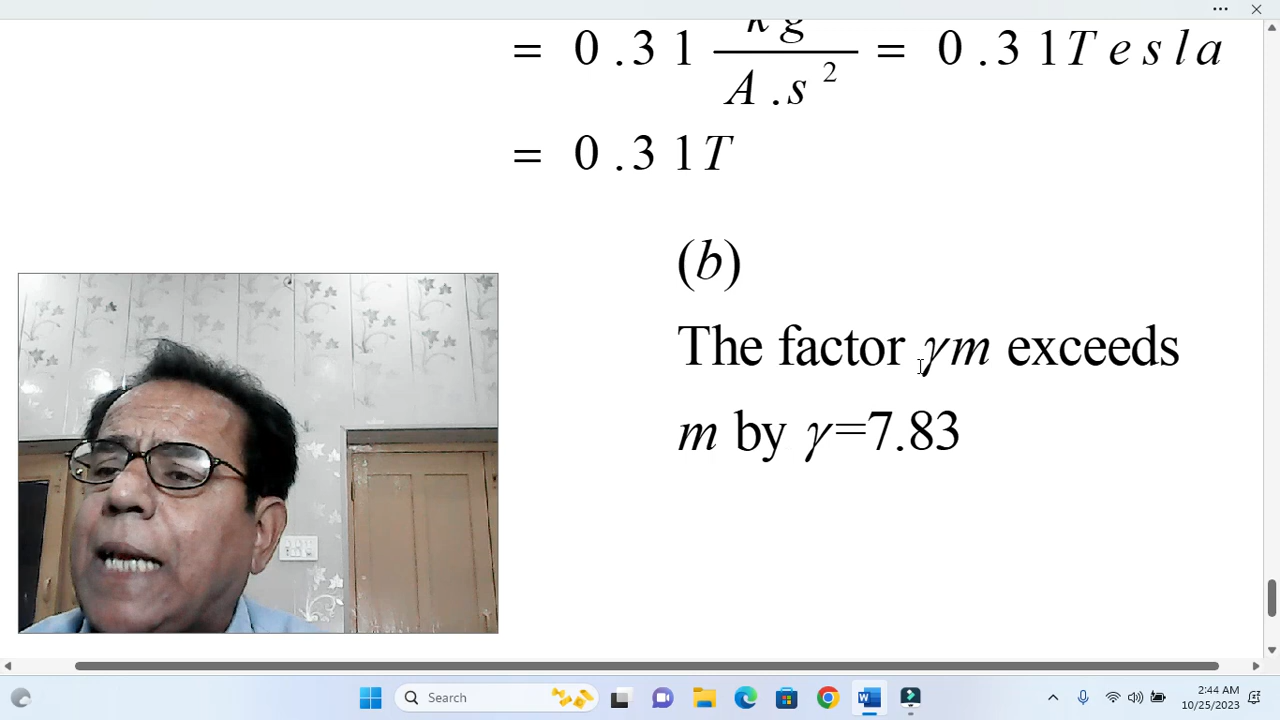 = 0.31 kg / A.s² = 0.31Tesla
= 0.31T
(b)
The factor γm exceeds
m by γ=7.83
Search
2:44 AM
10/25/2023